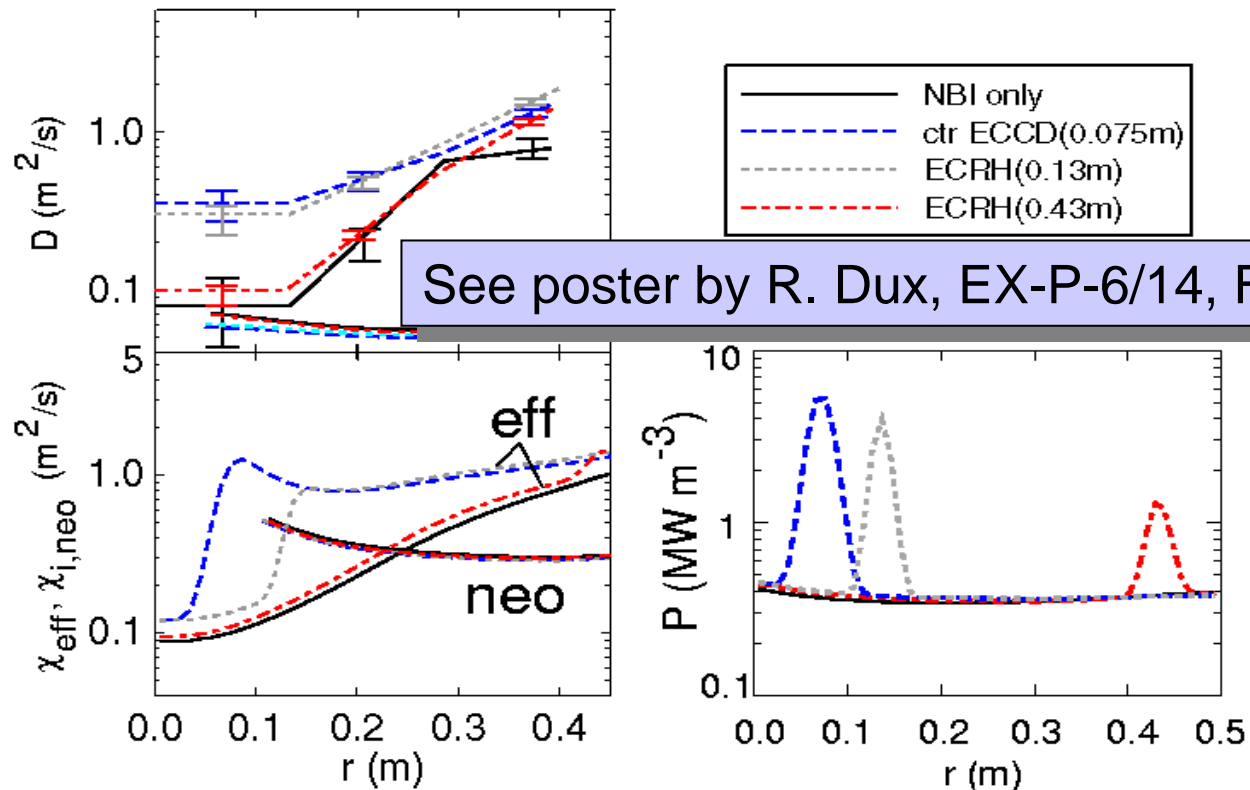 D (m²/s)
1.0
0.1
NBI only
ctr ECCD(0.075m)
ECRH(0.13m)
ECRH(0.43m)
See poster by R. Dux, EX-P-6/14, F
χeff, χi,neo (m²/s)
5
1.0
0.1
eff
neo
0.0 0.1 0.2 0.3 0.4
r (m)
P (MW m⁻³)
10
1
0.1
0.0 0.1 0.2 0.3 0.4 0.5
r (m)